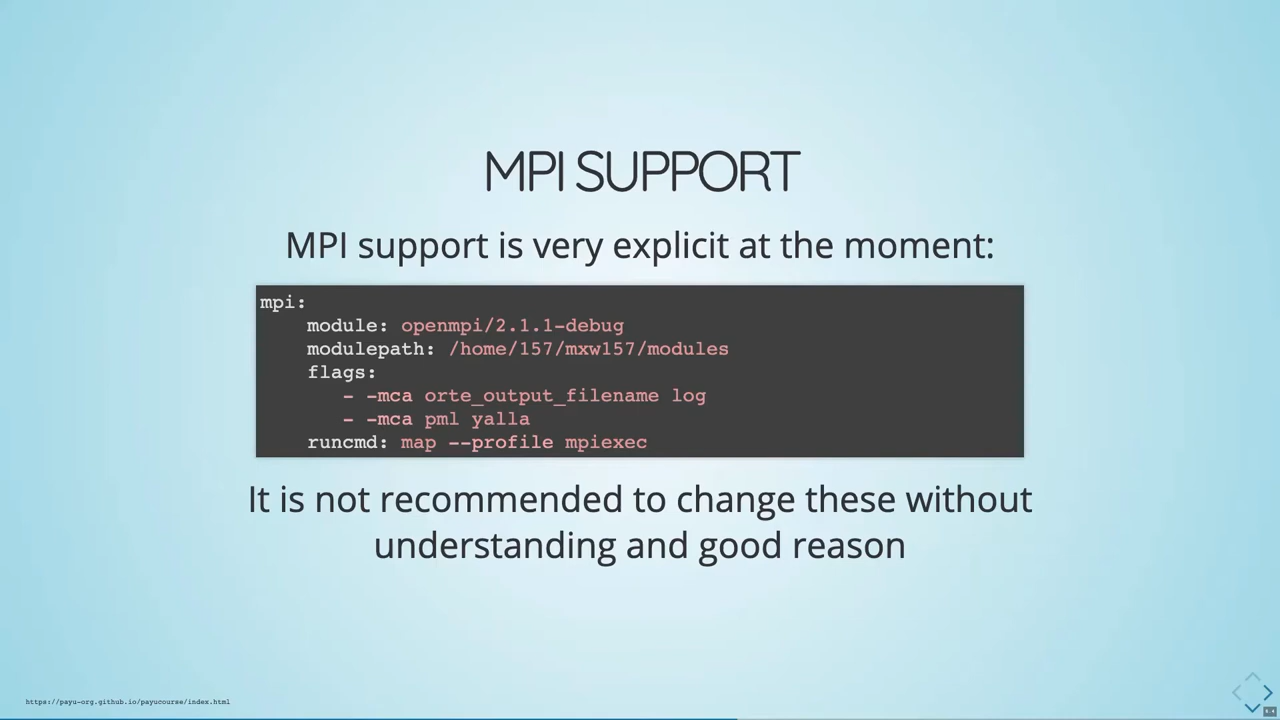 MPI SUPPORT
MPI support is very explicit at the moment:
mpi:
    module: openmpi/2.1.1-debug
    modulepath: /home/157/mxw157/modules
    flags:
       - -mca orte_output_filename log
       - -mca pml yalla
    runcmd: map --profile mpiexec
It is not recommended to change these without
understanding and good reason
https://payu-org.github.io/payucourse/index.html